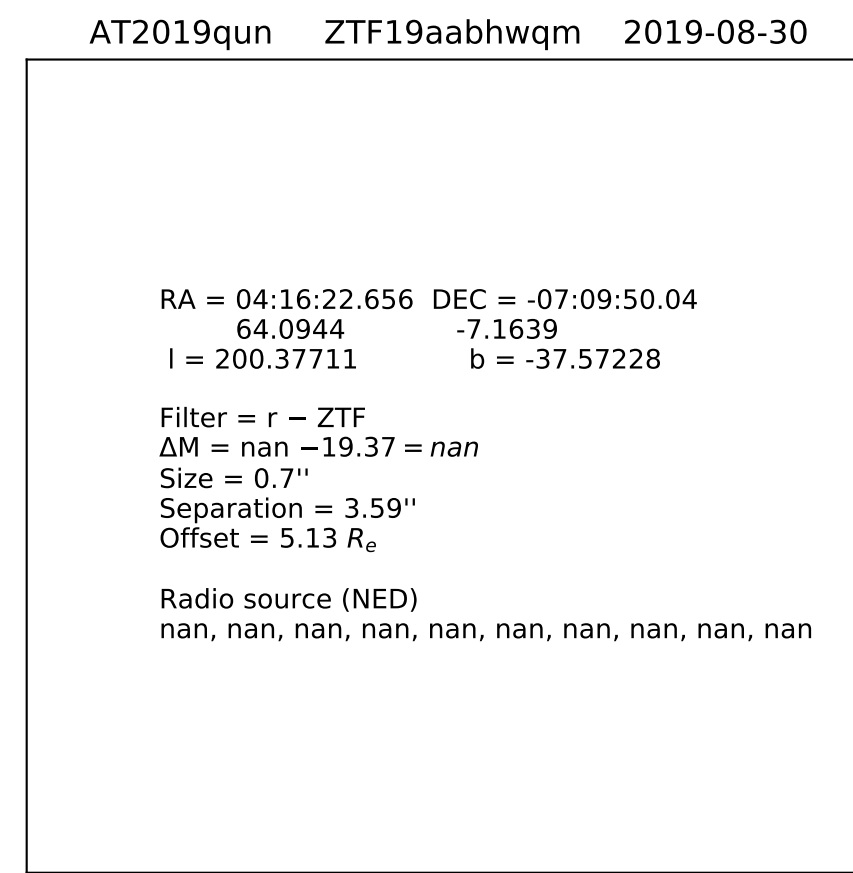 AT2019qun ZTF19aabhwqm 2019-08-30
RA = 04:16:22.656 DEC = -07:09:50.04
64.0944 -7.1639
l = 200.37711 b = -37.57228
Filter = r − ZTF
ΔM = nan −19.37 = nan
Size = 0.7''
Separation = 3.59''
Offset = 5.13 Rₑ
Radio source (NED)
nan, nan, nan, nan, nan, nan, nan, nan, nan, nan